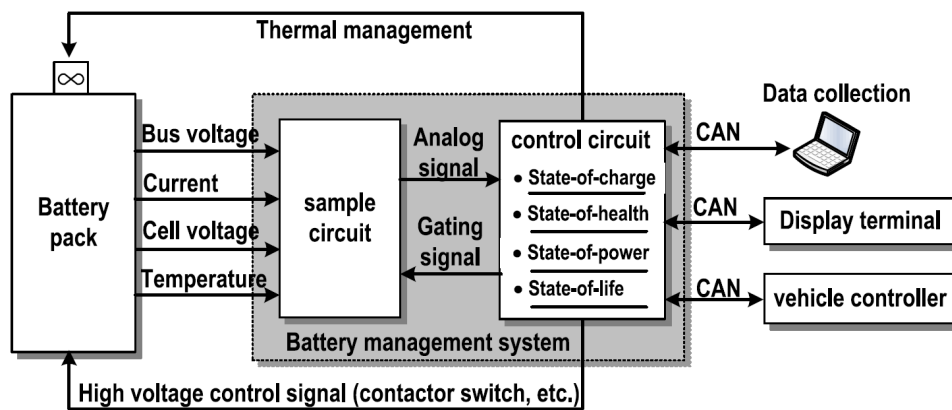 Thermal management
∞
Battery
pack
Bus voltage
Current
Cell voltage
Temperature
sample
circuit
Analog
signal
Gating
signal
control circuit
• State-of-charge
• State-of-health
• State-of-power
• State-of-life
Battery management system
High voltage control signal (contactor switch, etc.)
Data collection
CAN
CAN
Display terminal
CAN
vehicle controller